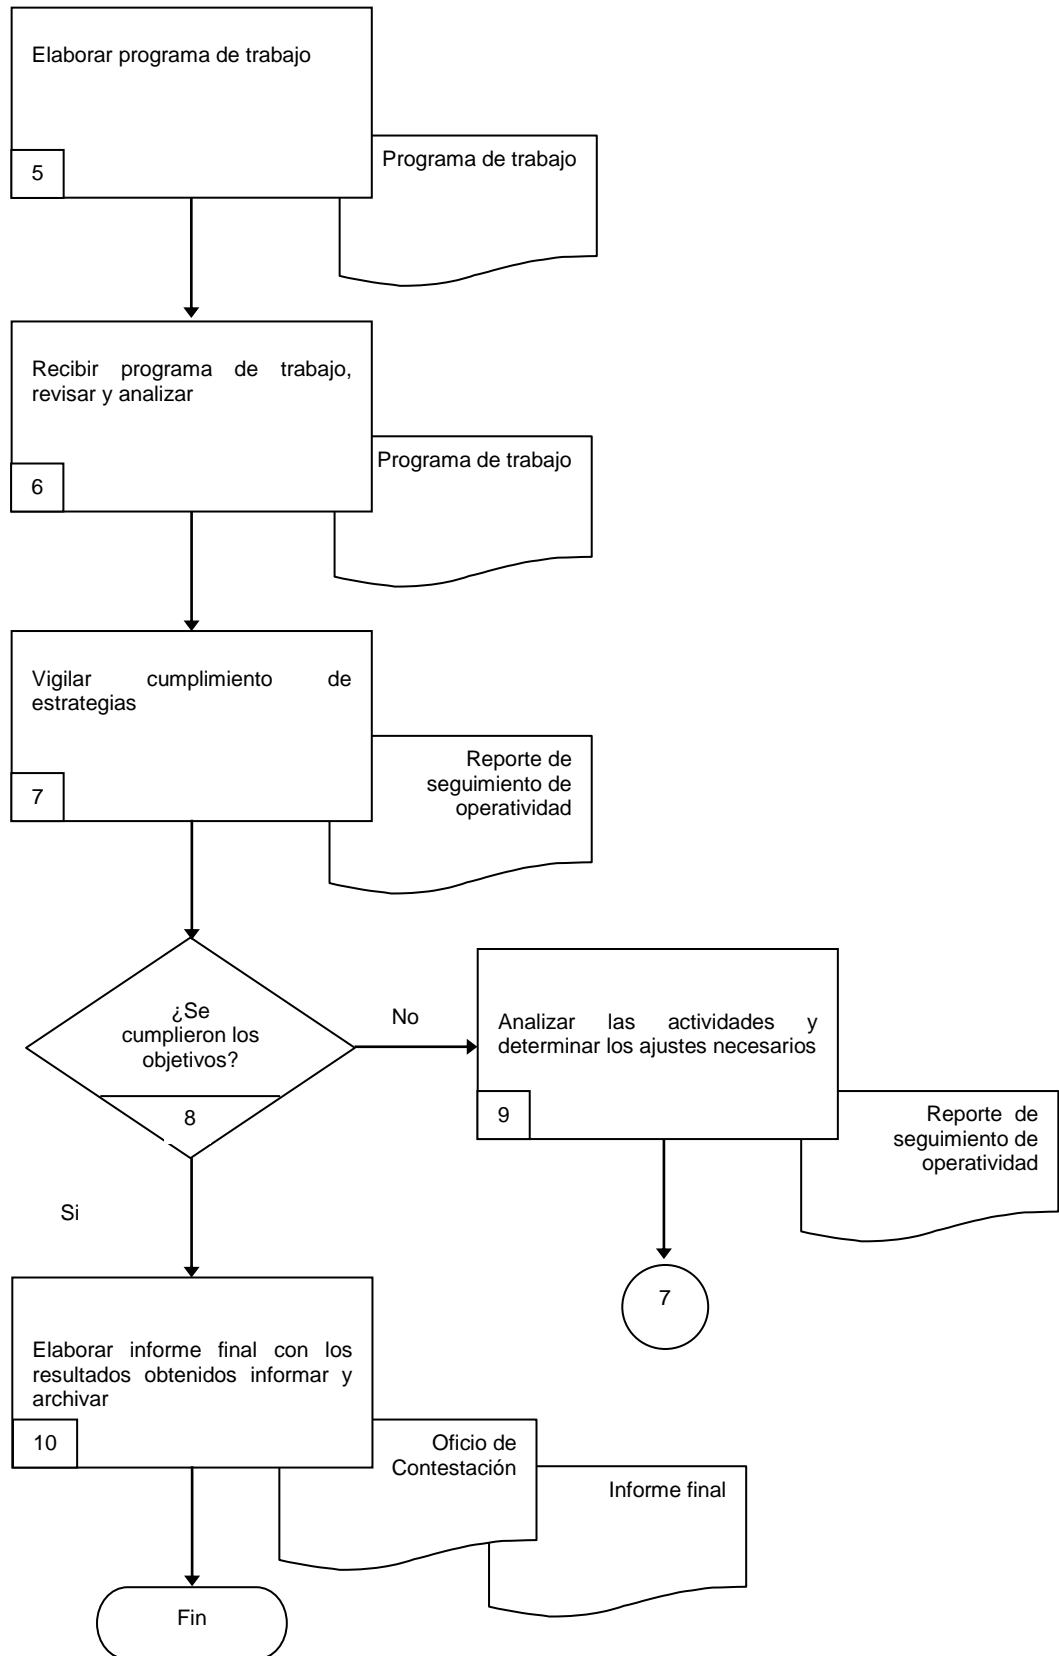 Elaborar programa de trabajo
5
Programa de trabajo
Recibir programa de trabajo,
revisar y analizar
6
Programa de trabajo
Vigilar cumplimiento de
estrategias
7
Reporte de
seguimiento de
operatividad
¿Se
cumplieron los
objetivos?
8
No
Analizar las actividades y
determinar los ajustes necesarios
9
Reporte de
seguimiento de
operatividad
7
Si
Elaborar informe final con los
resultados obtenidos informar y
archivar
10
Oficio de
Contestación
Informe final
Fin